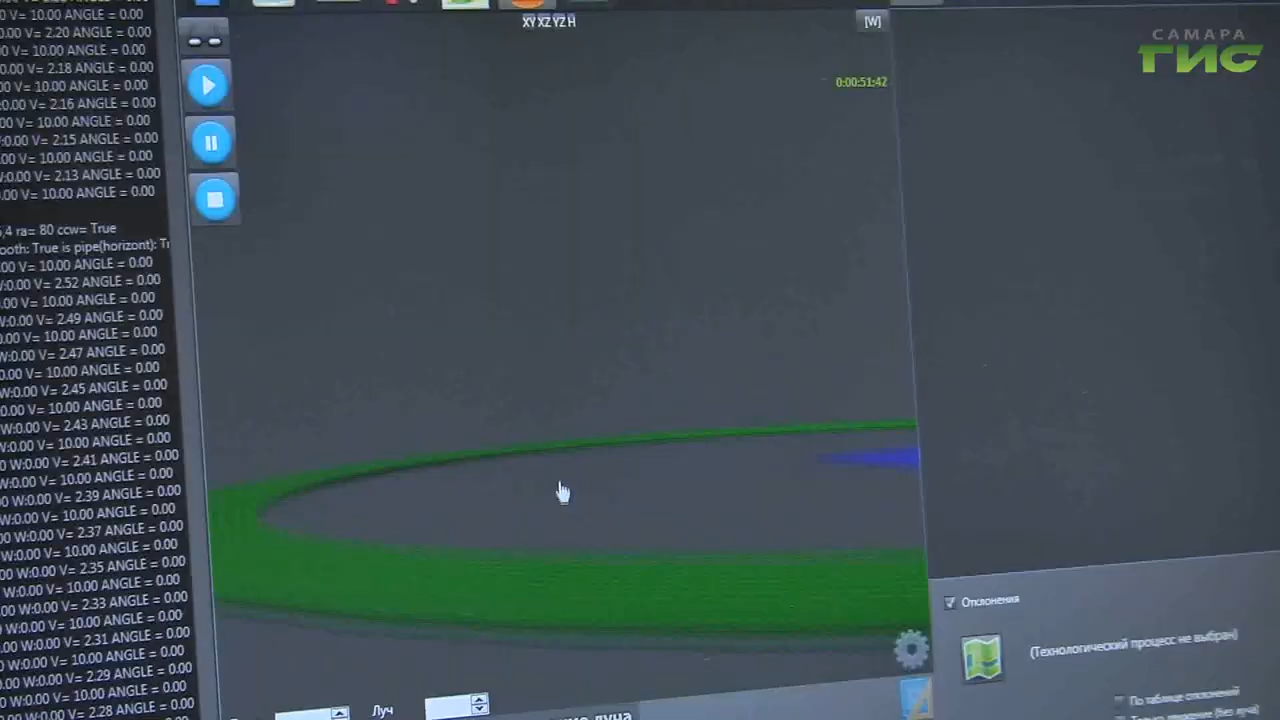 V= 10.00 ANGLE = 0.00
V= 2.20 ANGLE = 0.00
V= 10.00 ANGLE = 0.00
V= 2.18 ANGLE = 0.00
V= 10.00 ANGLE = 0.00
V= 2.16 ANGLE = 0.00
V= 10.00 ANGLE = 0.00
V= 2.15 ANGLE = 0.00
V= 10.00 ANGLE = 0.00
V= 2.13 ANGLE = 0.00
V= 10.00 ANGLE = 0.00
ra= 80 ccw= True
True is pipe(horizont):
V= 10.00 ANGLE = 0.00
V= 2.52 ANGLE = 0.00
V= 10.00 ANGLE = 0.00
W:0.00 V= 2.49 ANGLE = 0.00
V= 10.00 ANGLE = 0.00
W:0.00 V= 2.47 ANGLE = 0.00
V= 10.00 ANGLE = 0.00
W:0.00 V= 2.45 ANGLE = 0.00
V= 10.00 ANGLE = 0.00
W:0.00 V= 2.43 ANGLE = 0.00
V= 10.00 ANGLE = 0.00
W:0.00 V= 2.41 ANGLE = 0.00
V= 10.00 ANGLE = 0.00
W:0.00 V= 2.39 ANGLE = 0.00
V= 10.00 ANGLE = 0.00
W:0.00 V= 2.37 ANGLE = 0.00
V= 10.00 ANGLE = 0.00
W:0.00 V= 2.35 ANGLE = 0.00
V= 10.00 ANGLE = 0.00
W:0.00 V= 2.33 ANGLE = 0.00
V= 10.00 ANGLE = 0.00
W:0.00 V= 2.31 ANGLE = 0.00
V= 10.00 ANGLE = 0.00
W:0.00 V= 2.29 ANGLE = 0.00
V= 10.00 ANGLE = 0.00
W:0.00 V= 2.28 ANGLE = 0.00
XY XZ YZ H
[W]
0:00:51:42
САМАРА
ГИС
Отклонения
(Технологический процесс не выбран)
По таблице отклонений
(без луча)
Луч
луча